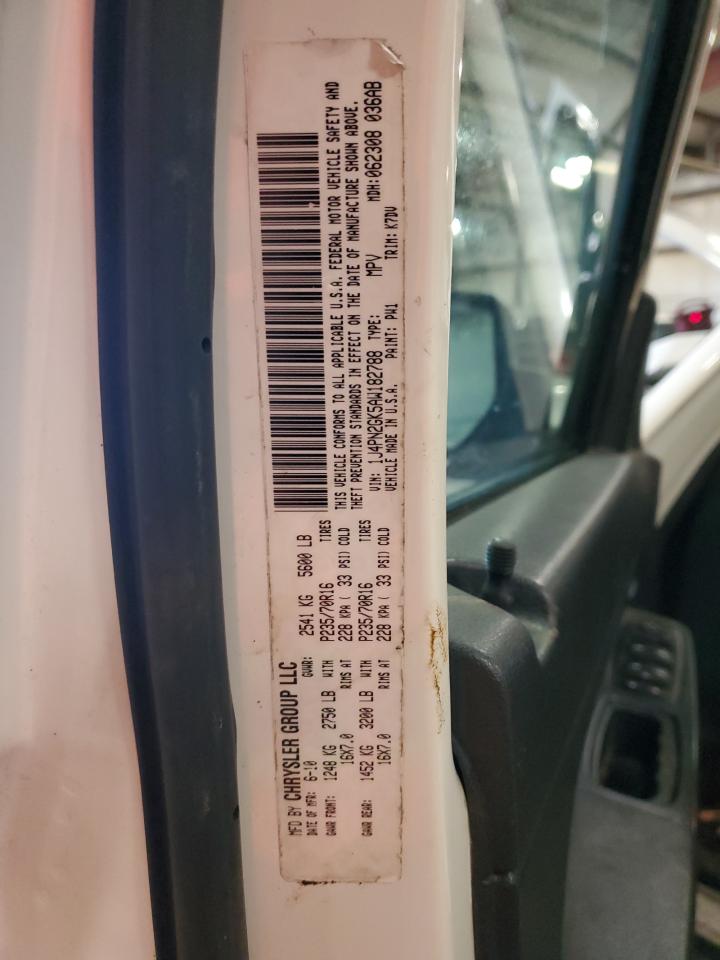 MFD BY CHRYSLER GROUP LLC
DATE OF MFR: 6-10 GVWR: 2541 KG 5600 LB
GAWR FRONT: 1248 KG 2750 LB WITH P235/70R16 TIRES
16X7.0 RIMS AT 228 KPA ( 33 PSI) COLD
GAWR REAR: 1452 KG 3200 LB WITH P235/70R16 TIRES
16X7.0 RIMS AT 228 KPA ( 33 PSI) COLD
THIS VEHICLE CONFORMS TO ALL APPLICABLE U.S.A. FEDERAL MOTOR VEHICLE SAFETY AND
THEFT PREVENTION STANDARDS IN EFFECT ON THE DATE OF MANUFACTURE SHOWN ABOVE.
VIN: 1J4PN2GK5AW182788 TYPE: MPV MDH:062308 036AB
VEHICLE MADE IN U.S.A. PAINT: PW1 TRIM: K7DV